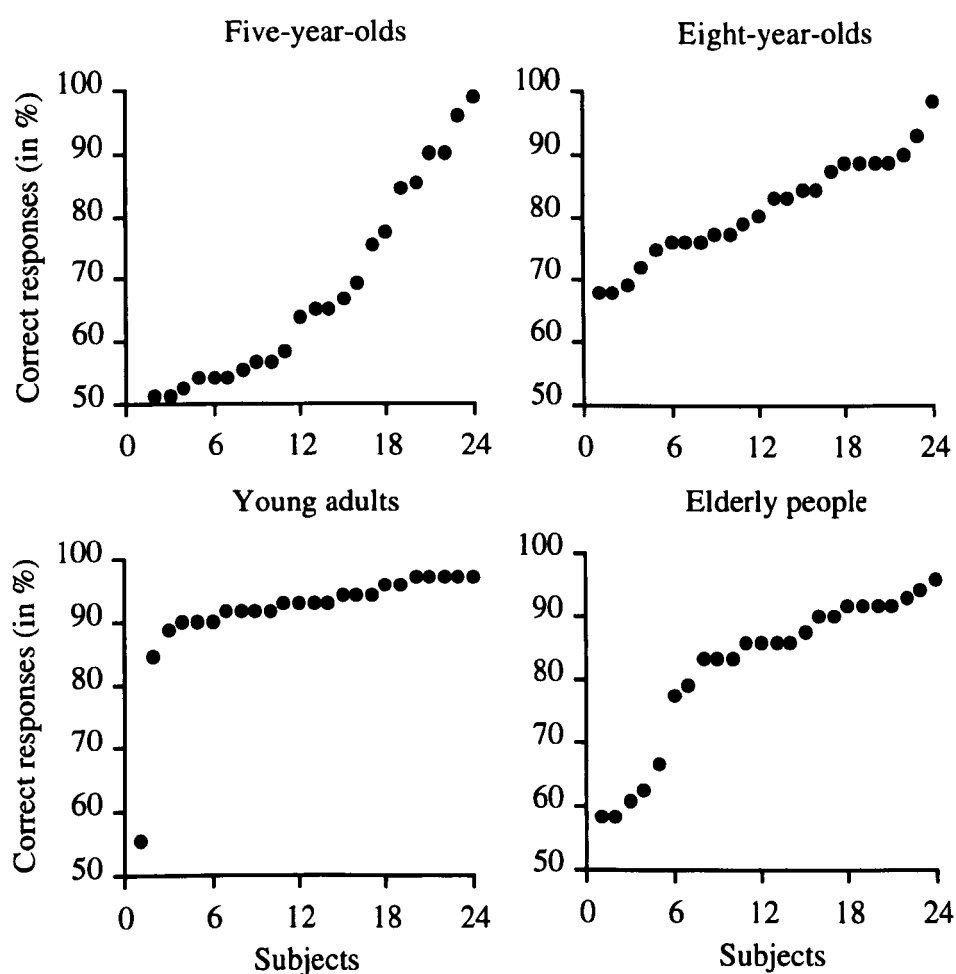 Five-year-olds
Eight-year-olds
Correct responses (in %)
100
90
80
70
60
50
0 6 12 18 24
100
90
80
70
60
50
0 6 12 18 24
Young adults
Elderly people
Correct responses (in %)
100
90
80
70
60
50
0 6 12 18 24
Subjects
100
90
80
70
60
50
0 6 12 18 24
Subjects